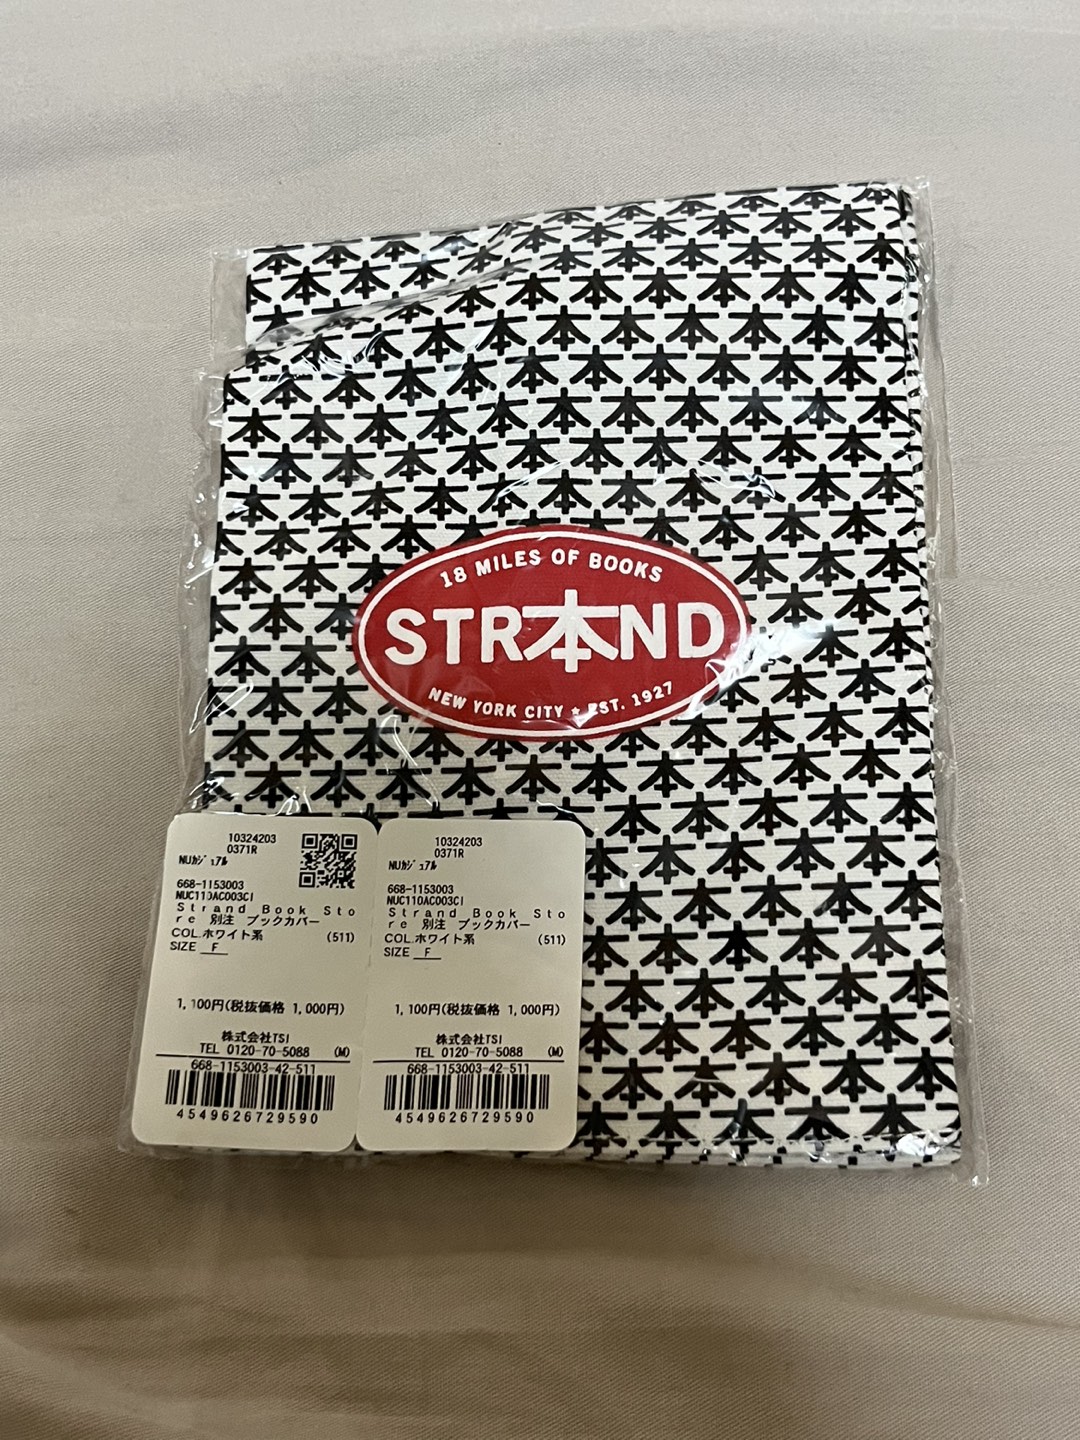 18 MILES OF BOOKS
STR本ND
NEW YORK CITY ★ EST. 1927
10324203
0371R
NUｶｼﾞｭｱﾙ
668-1153003
NUC110AC003CI
Strand Book Sto
re 別注 ブックカバー
COL.ホワイト系 (511)
SIZE F
1,100円(税抜価格 1,000円)
株式会社TSI
TEL 0120-70-5088 (M)
668-1153003-42-511
4549626729590
10324203
0371R
NUｶｼﾞｭｱﾙ
668-1153003
NUC110AC003CI
Strand Book Sto
re 別注 ブックカバー
COL.ホワイト系 (511)
SIZE F
1,100円(税抜価格 1,000円)
株式会社TSI
TEL 0120-70-5088 (M)
668-1153003-42-511
4549626729590